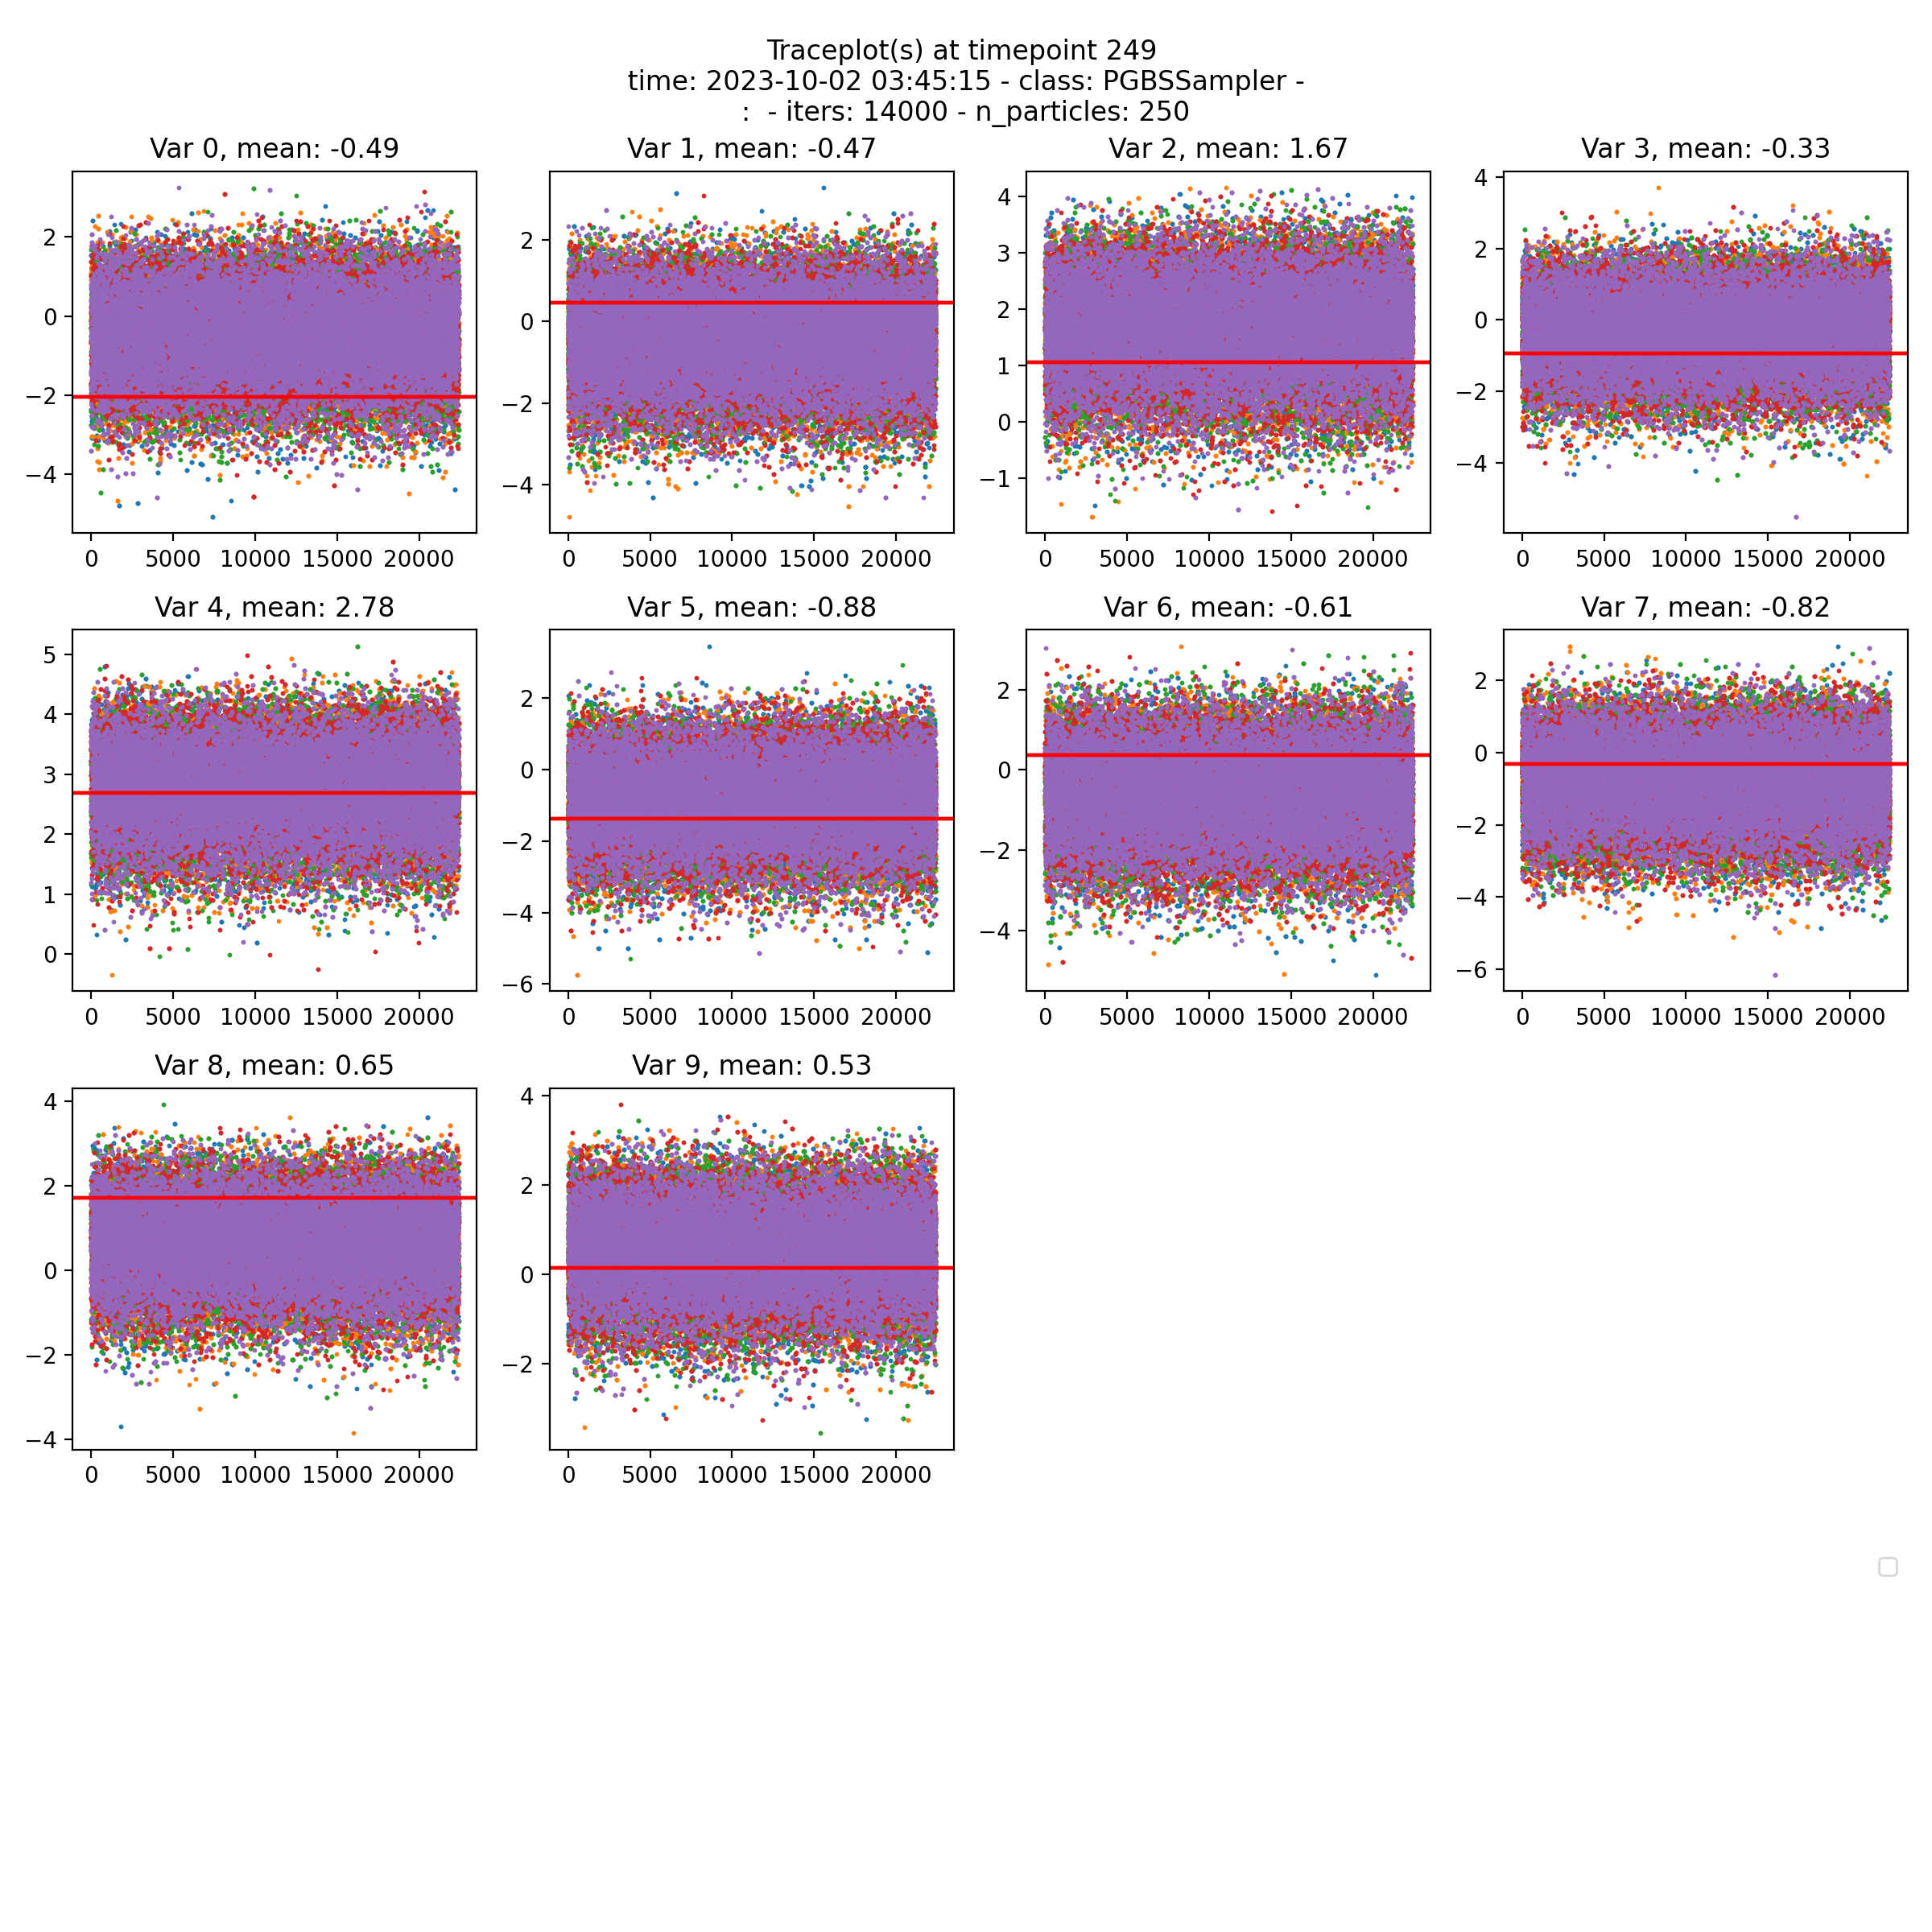 Traceplot(s) at timepoint 249
time: 2023-10-02 03:45:15 - class: PGBSSampler -
:  - iters: 14000 - n_particles: 250
Var 0, mean: -0.49
2
0
−2
−4
0 5000 10000 15000 20000
Var 1, mean: -0.47
2
0
−2
−4
0 5000 10000 15000 20000
Var 2, mean: 1.67
4
3
2
1
0
−1
0 5000 10000 15000 20000
Var 3, mean: -0.33
4
2
0
−2
−4
0 5000 10000 15000 20000
Var 4, mean: 2.78
5
4
3
2
1
0
0 5000 10000 15000 20000
Var 5, mean: -0.88
2
0
−2
−4
−6
0 5000 10000 15000 20000
Var 6, mean: -0.61
2
0
−2
−4
0 5000 10000 15000 20000
Var 7, mean: -0.82
2
0
−2
−4
−6
0 5000 10000 15000 20000
Var 8, mean: 0.65
4
2
0
−2
−4
0 5000 10000 15000 20000
Var 9, mean: 0.53
4
2
0
−2
0 5000 10000 15000 20000